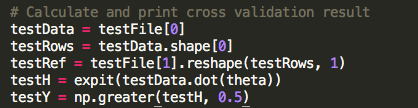 # Calculate and print cross validation result
testData = testFile[0]
testRows = testData.shape[0]
testRef = testFile[1].reshape(testRows, 1)
testH = expit(testData.dot(theta))
testY = np.greater(testH, 0.5)